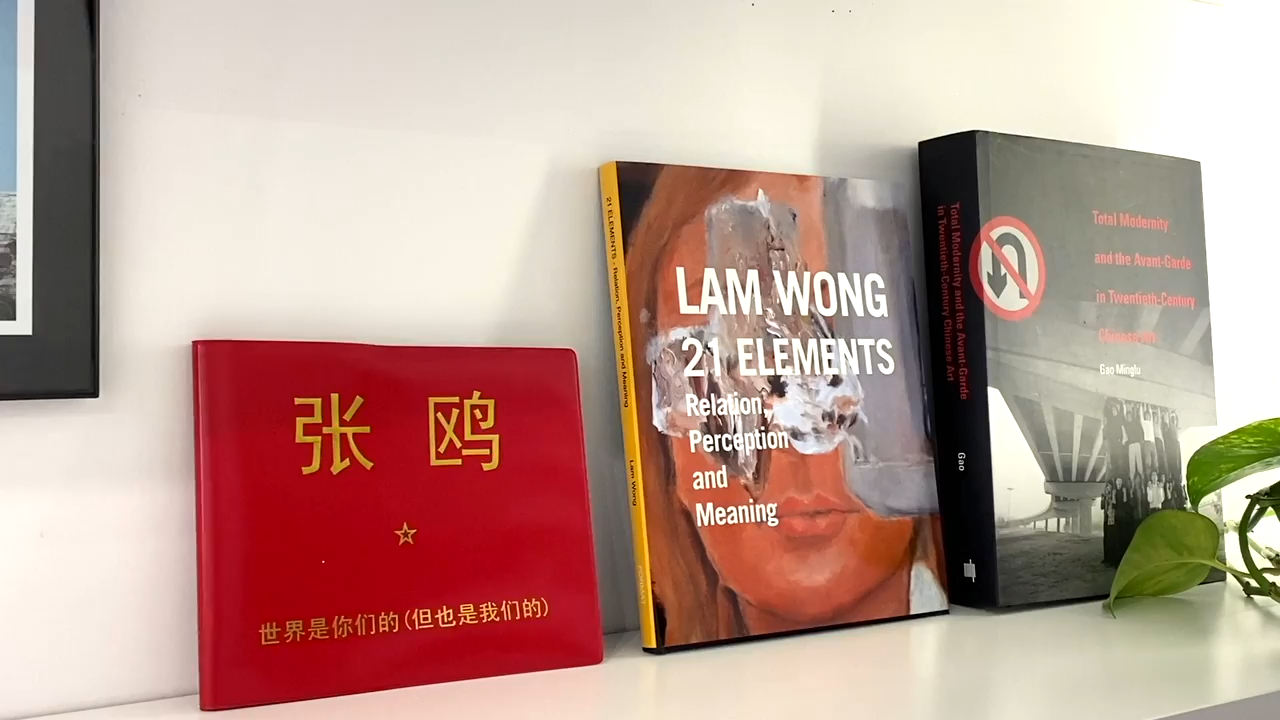 张 鸥
世界是你们的(但也是我们的)
21 ELEMENTS - Relation, Perception and Meaning
Lam Wong
LAM WONG
21 ELEMENTS
Relation,
Perception
and
Meaning
Total Modernity and the Avant-Garde
in Twentieth-Century Chinese Art
Gao
Total Modernity
and the Avant-Garde
in Twentieth-Century
Chinese Art
Gao Minglu